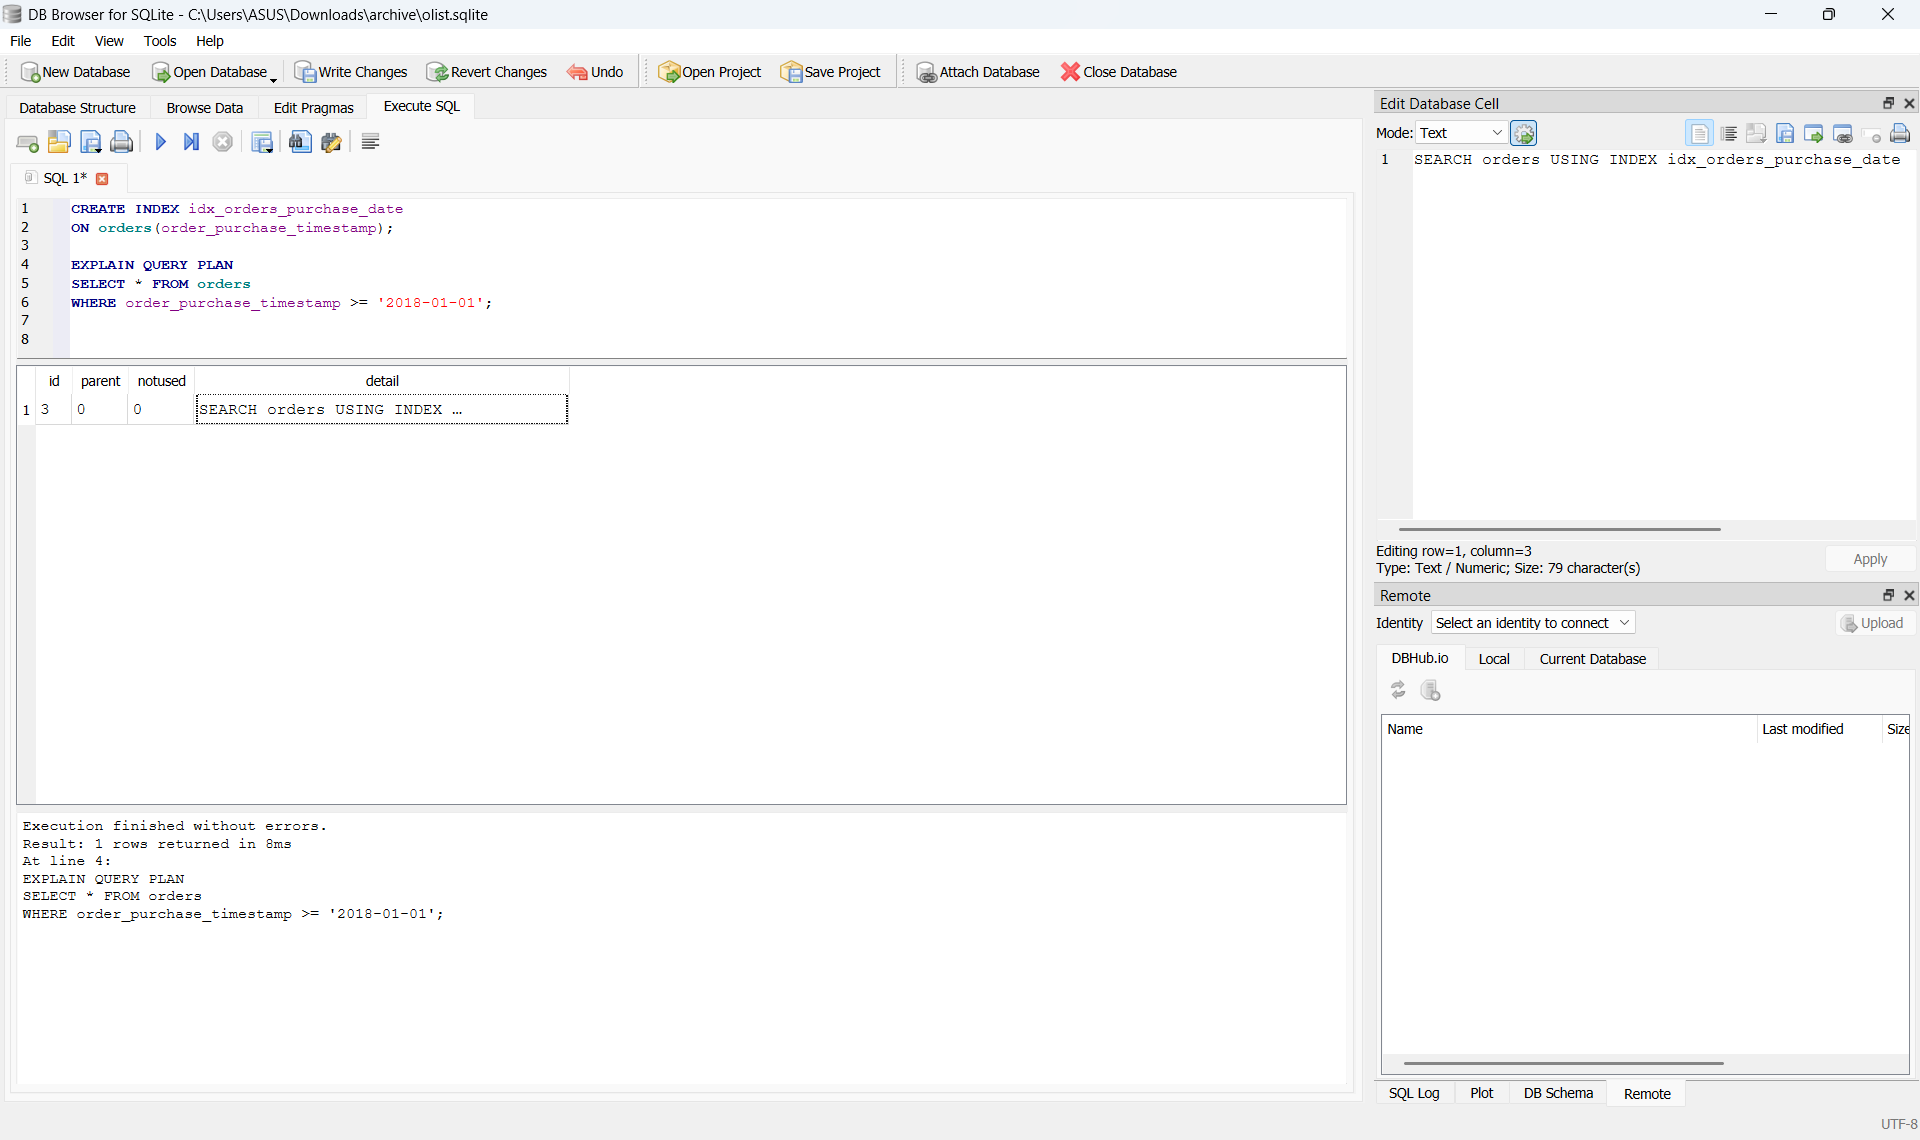 DB Browser for SQLite - C:\Users\ASUS\Downloads\archive\olist.sqlite
File Edit View Tools Help
New Database Open Database Write Changes Revert Changes Undo Open Project Save Project Attach Database Close Database
Database Structure Browse Data Edit Pragmas Execute SQL
SQL 1*
1 CREATE INDEX idx_orders_purchase_date
2 ON orders(order_purchase_timestamp);
3
4 EXPLAIN QUERY PLAN
5 SELECT * FROM orders
6 WHERE order_purchase_timestamp >= '2018-01-01';
7
8
id parent notused detail
1 3 0 0 SEARCH orders USING INDEX …
Execution finished without errors.
Result: 1 rows returned in 8ms
At line 4:
EXPLAIN QUERY PLAN
SELECT * FROM orders
WHERE order_purchase_timestamp >= '2018-01-01';
Edit Database Cell
Mode: Text
1 SEARCH orders USING INDEX idx_orders_purchase_date
Editing row=1, column=3
Type: Text / Numeric; Size: 79 character(s)
Apply
Remote
Identity Select an identity to connect Upload
DBHub.io Local Current Database
Name Last modified Size
SQL Log Plot DB Schema Remote
UTF-8